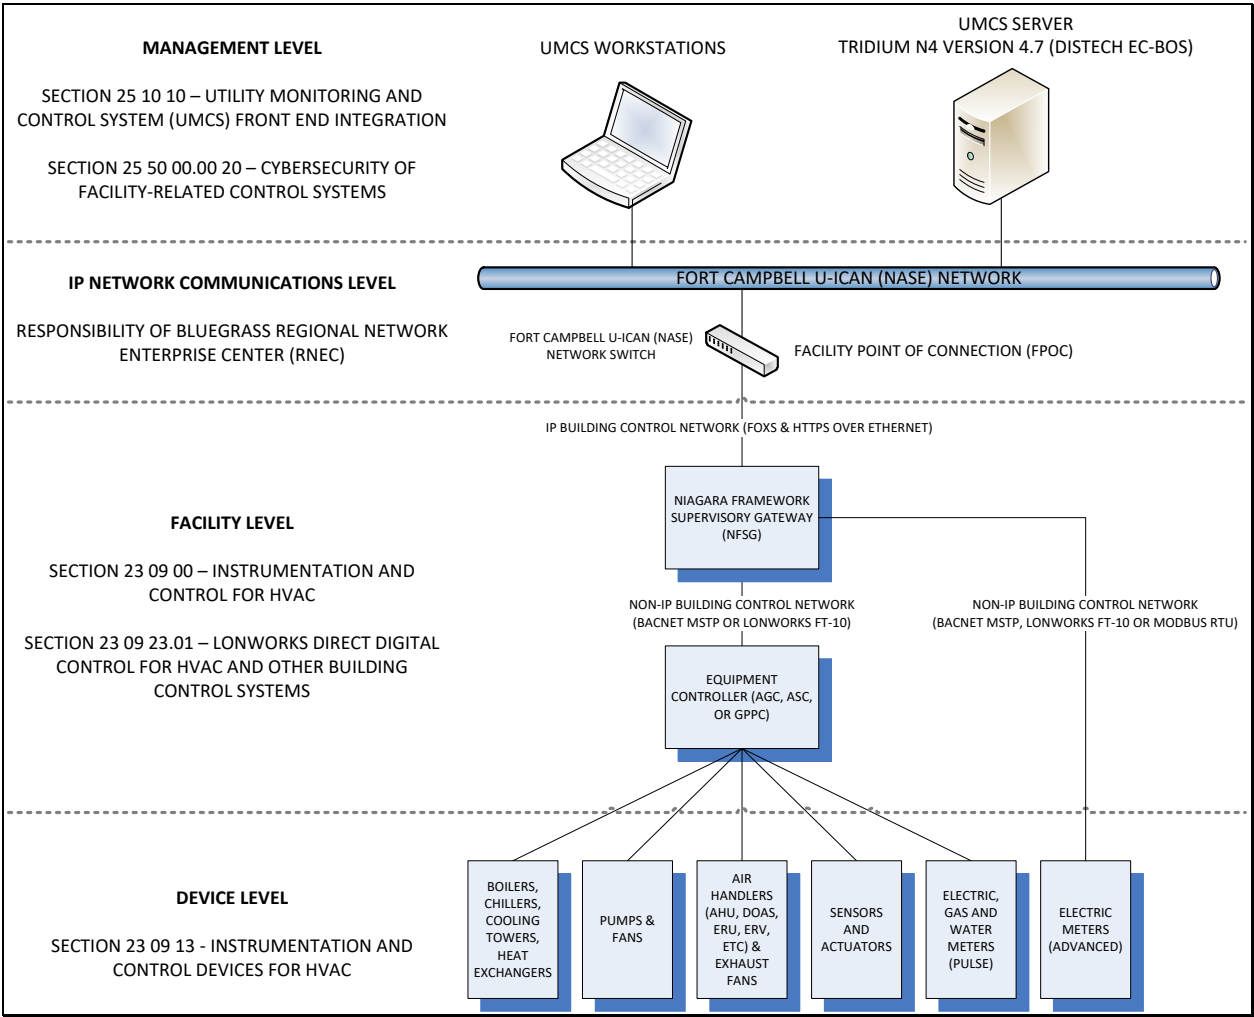 MANAGEMENT LEVEL
SECTION 25 10 10 – UTILITY MONITORING AND
CONTROL SYSTEM (UMCS) FRONT END INTEGRATION
SECTION 25 50 00.00 20 – CYBERSECURITY OF
FACILITY-RELATED CONTROL SYSTEMS
UMCS WORKSTATIONS
UMCS SERVER
TRIDIUM N4 VERSION 4.7 (DISTECH EC-BOS)
IP NETWORK COMMUNICATIONS LEVEL
RESPONSIBILITY OF BLUEGRASS REGIONAL NETWORK
ENTERPRISE CENTER (RNEC)
FORT CAMPBELL U-ICAN (NASE) NETWORK
FORT CAMPBELL U-ICAN (NASE)
NETWORK SWITCH
FACILITY POINT OF CONNECTION (FPOC)
IP BUILDING CONTROL NETWORK (FOXS & HTTPS OVER ETHERNET)
FACILITY LEVEL
SECTION 23 09 00 – INSTRUMENTATION AND
CONTROL FOR HVAC
SECTION 23 09 23.01 – LONWORKS DIRECT DIGITAL
CONTROL FOR HVAC AND OTHER BUILDING
CONTROL SYSTEMS
NIAGARA FRAMEWORK
SUPERVISORY GATEWAY
(NFSG)
NON-IP BUILDING CONTROL NETWORK
(BACNET MSTP OR LONWORKS FT-10)
NON-IP BUILDING CONTROL NETWORK
(BACNET MSTP, LONWORKS FT-10 OR MODBUS RTU)
EQUIPMENT
CONTROLLER (AGC, ASC,
OR GPPC)
DEVICE LEVEL
SECTION 23 09 13 - INSTRUMENTATION AND
CONTROL DEVICES FOR HVAC
BOILERS,
CHILLERS,
COOLING
TOWERS,
HEAT
EXCHANGERS
PUMPS &
FANS
AIR
HANDLERS
(AHU, DOAS,
ERU, ERV,
ETC) &
EXHAUST
FANS
SENSORS
AND
ACTUATORS
ELECTRIC,
GAS AND
WATER
METERS
(PULSE)
ELECTRIC
METERS
(ADVANCED)